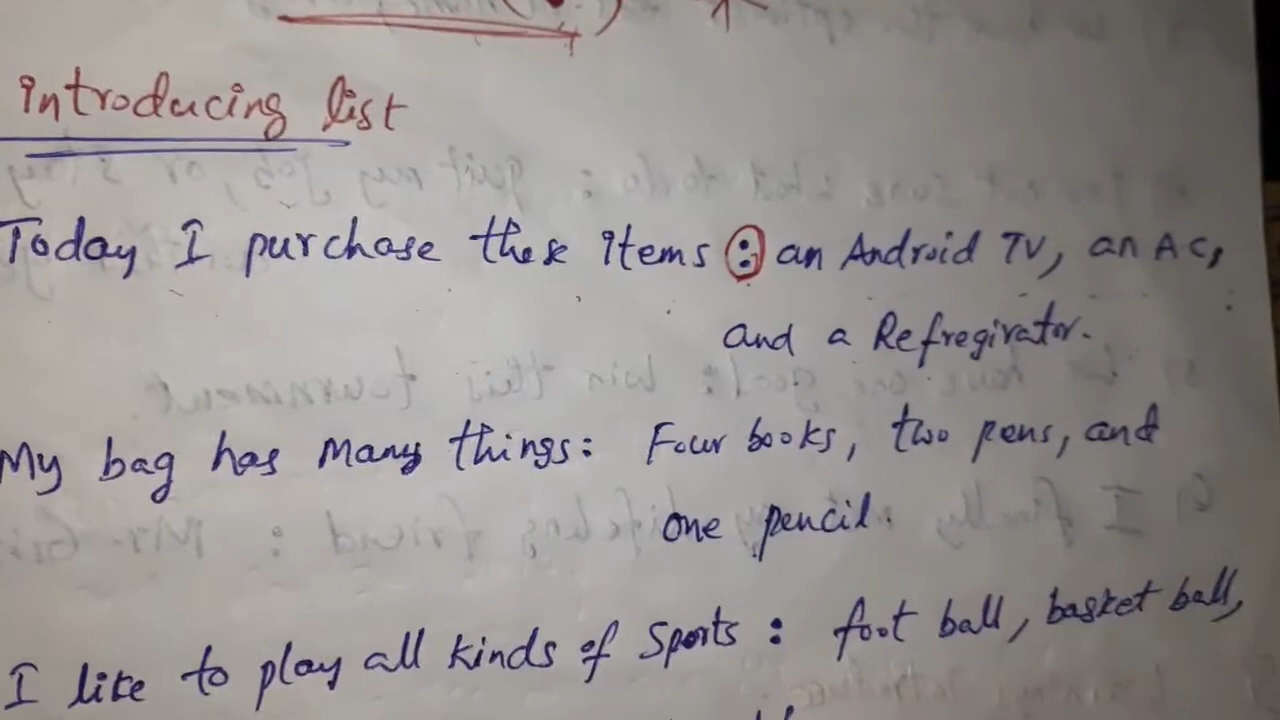 introducing list
Today I purchase these items : an Android TV, an AC,
and a Refregirator.
My bag has many things: Four books, two pens, and
one pencil.
I like to play all kinds of sports : foot ball, basket ball,